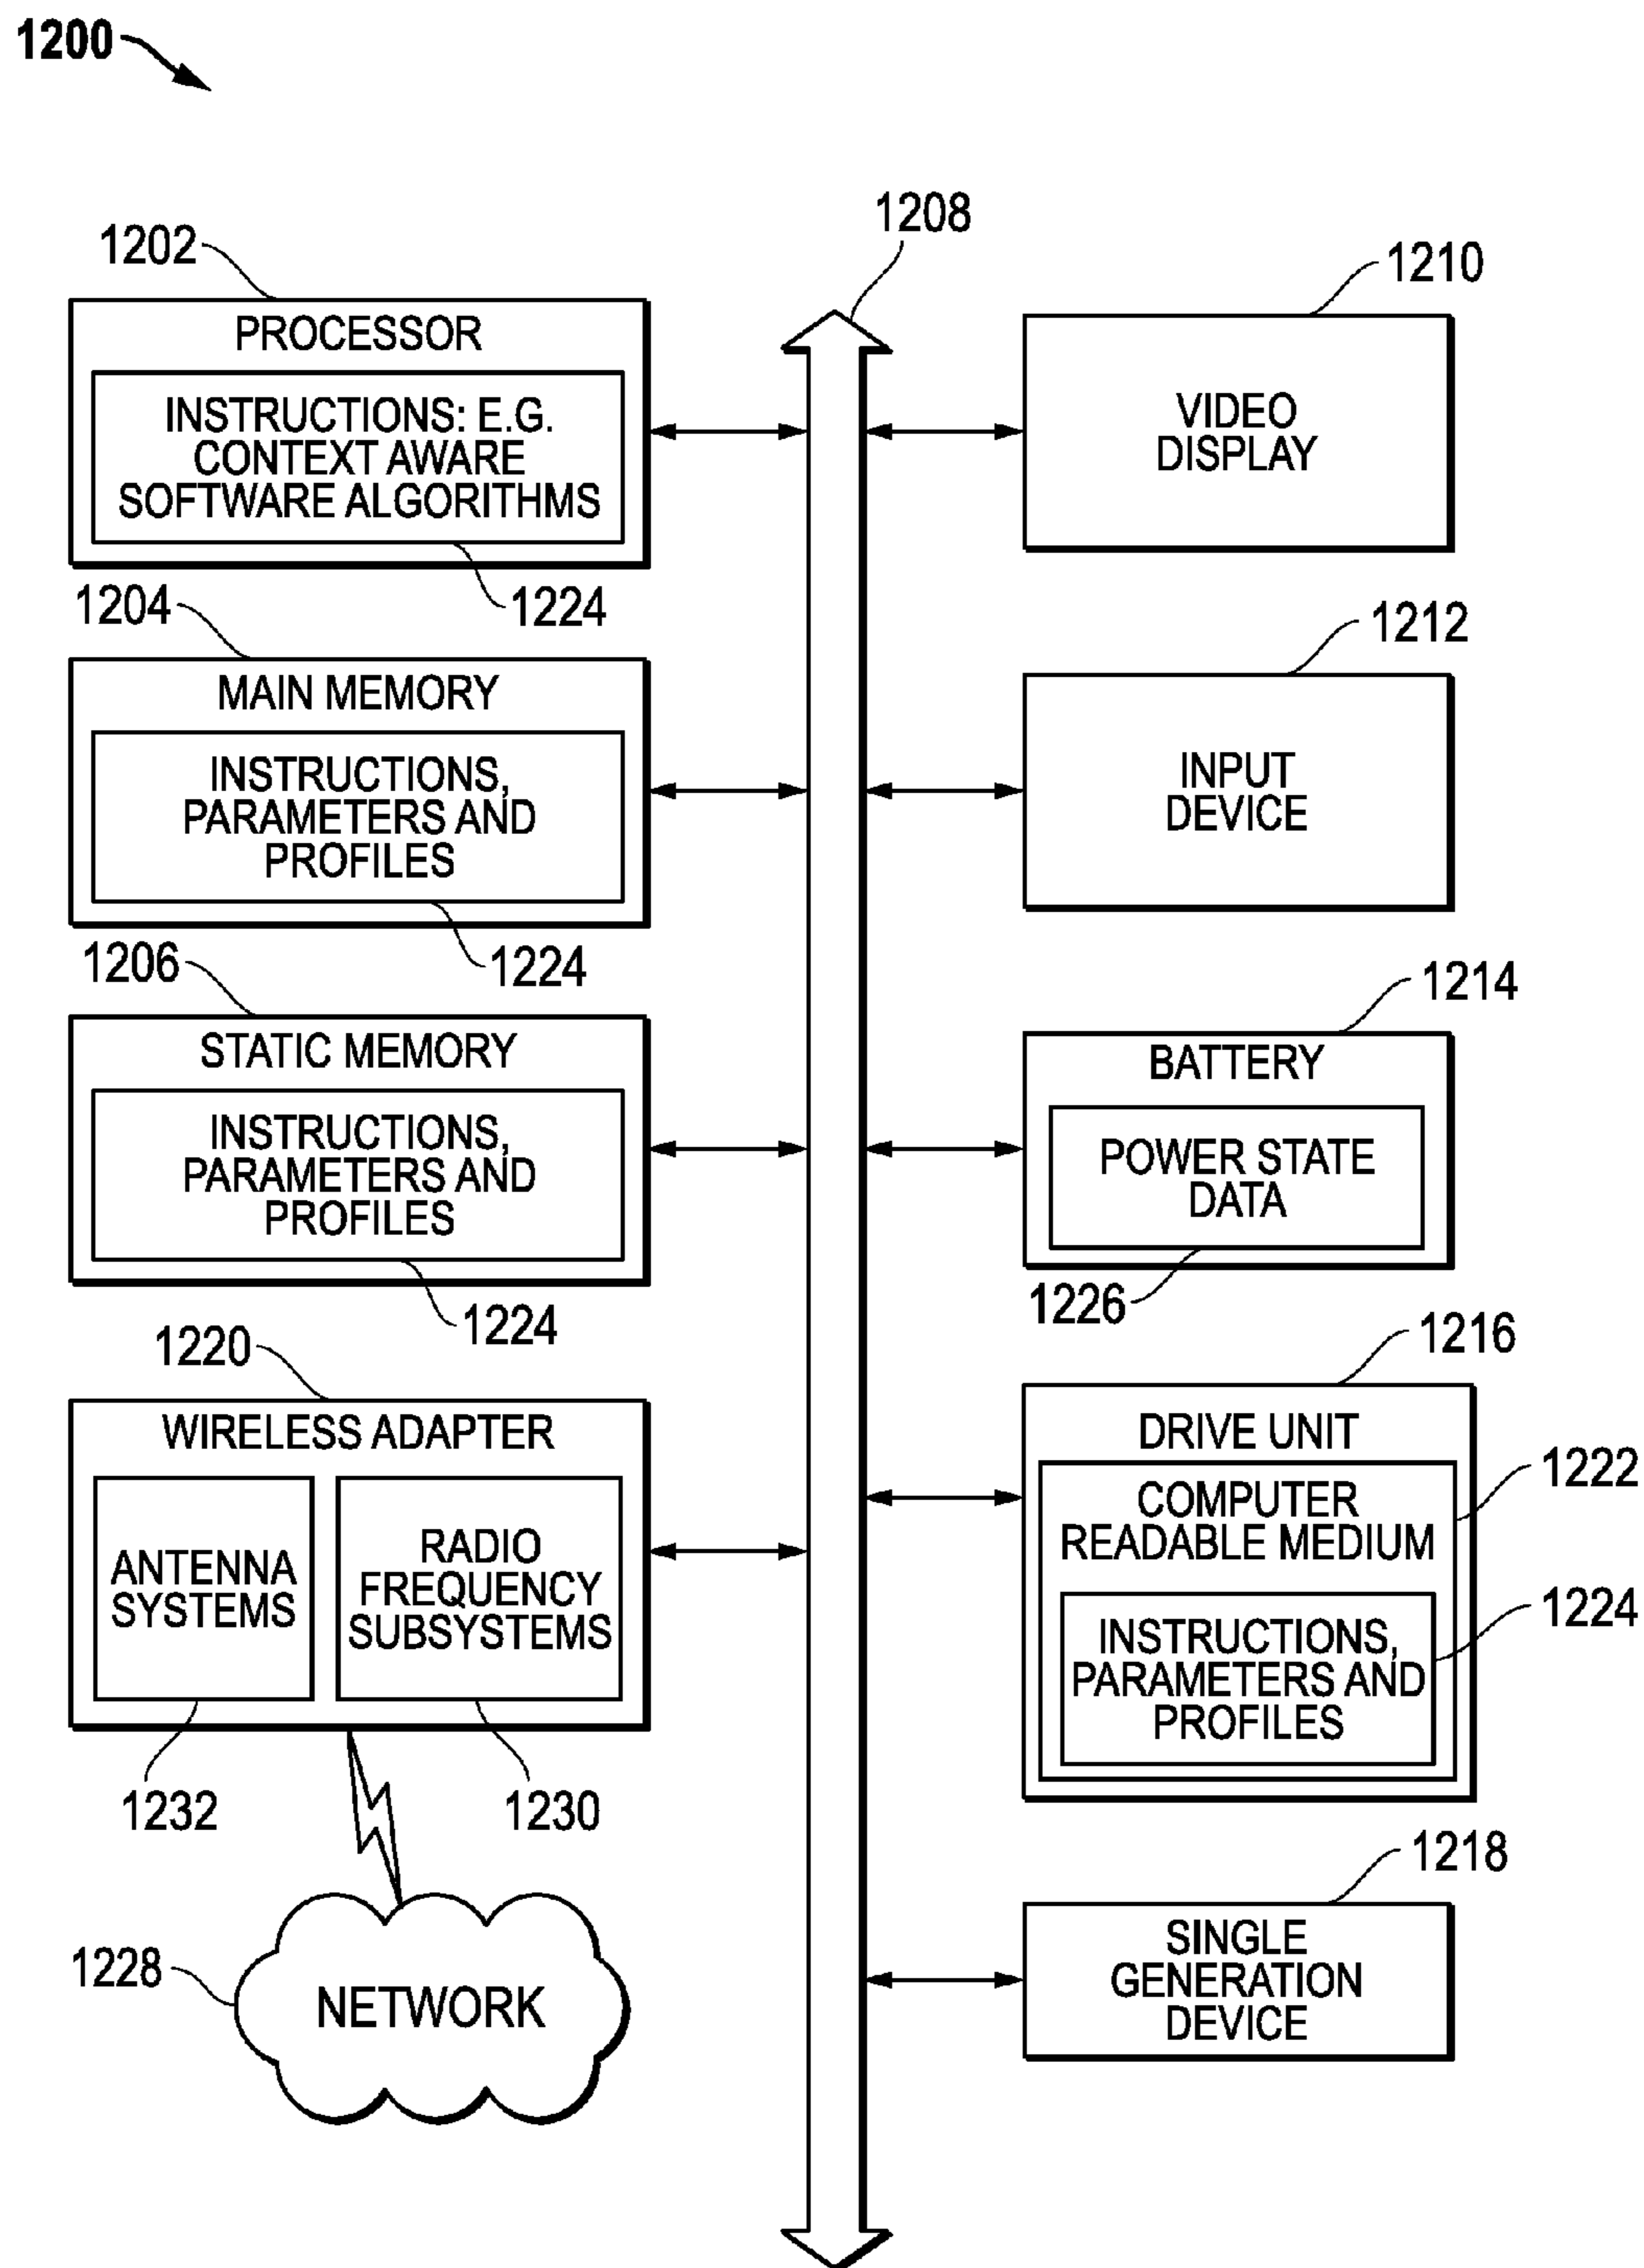 1200
1208
1202
PROCESSOR
INSTRUCTIONS: E.G.
CONTEXT AWARE
SOFTWARE ALGORITHMS
1224
1204
MAIN MEMORY
INSTRUCTIONS,
PARAMETERS AND
PROFILES
1224
1206
STATIC MEMORY
INSTRUCTIONS,
PARAMETERS AND
PROFILES
1224
1220
WIRELESS ADAPTER
ANTENNA
SYSTEMS
RADIO
FREQUENCY
SUBSYSTEMS
1232
1230
1228
NETWORK
1210
VIDEO
DISPLAY
1212
INPUT
DEVICE
1214
BATTERY
POWER STATE
DATA
1226
1216
DRIVE UNIT
1222
COMPUTER
READABLE MEDIUM
1224
INSTRUCTIONS,
PARAMETERS AND
PROFILES
1218
SINGLE
GENERATION
DEVICE